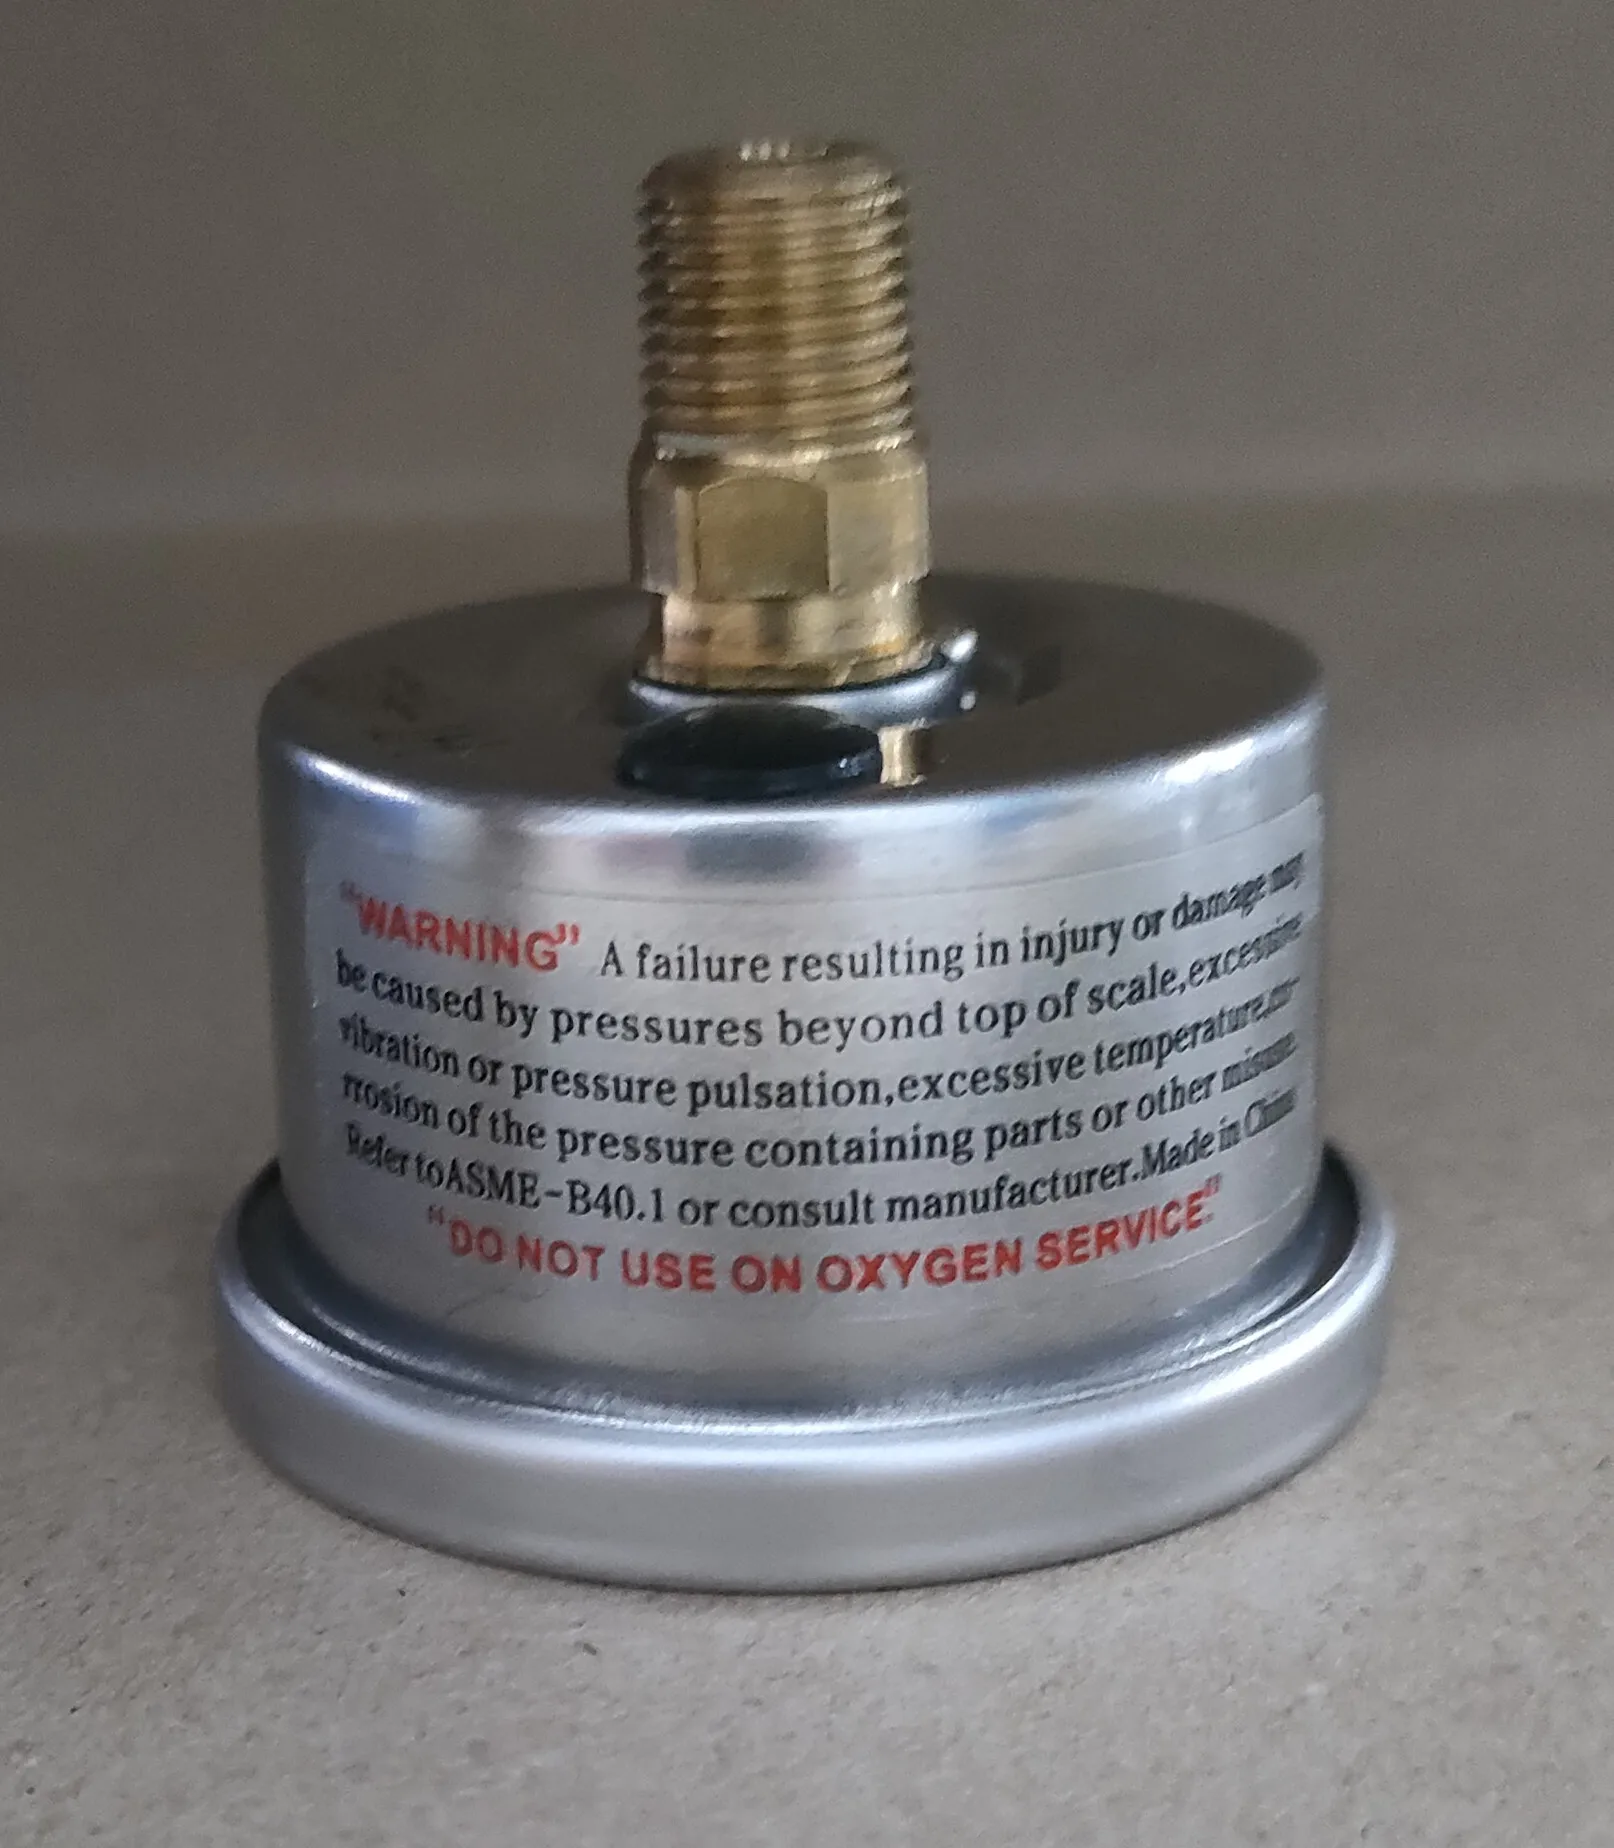 "WARNING" A failure resulting in injury or damage may
be caused by pressures beyond top of scale,excessive
vibration or pressure pulsation,excessive temperature,co-
rrosion of the pressure containing parts or other misuse.
Refer toASME-B40.1 or consult manufacturer.Made in China
"DO NOT USE ON OXYGEN SERVICE."